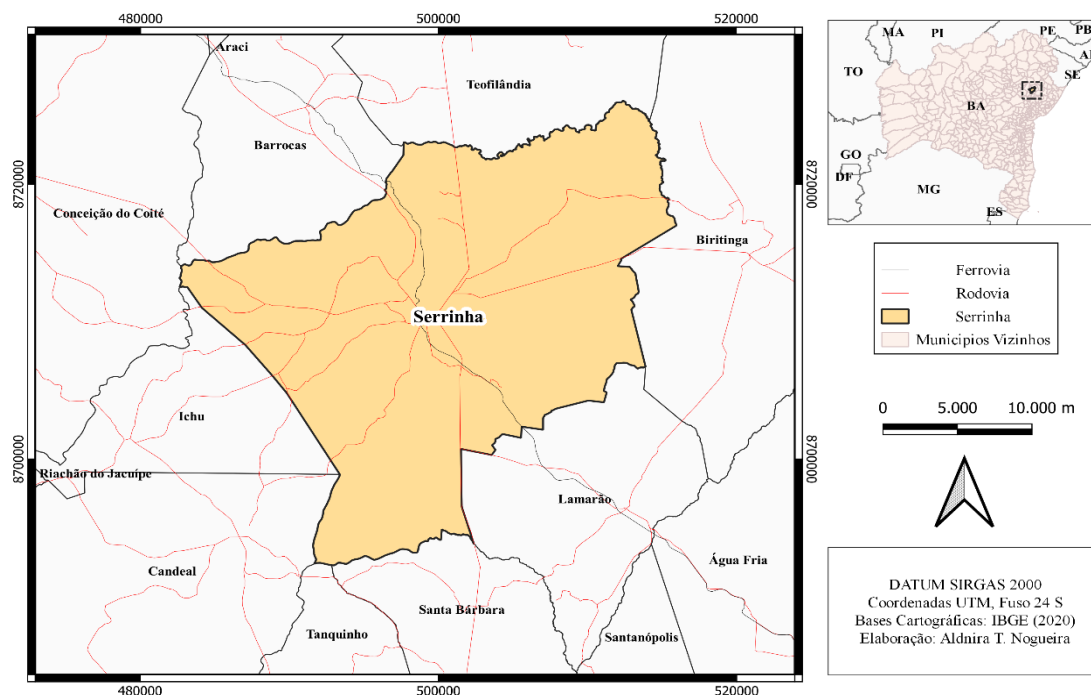 480000
500000
520000
Araci
Teofilândia
Barrocas
8720000
8720000
Conceição do Coité
Biritinga
Serrinha
Ichu
8700000
8700000
Riachão do Jacuípe
Lamarão
Água Fria
Candeal
Santa Bárbara
Tanquinho
Santanópolis
480000
500000
520000
MA
PI
PE
PB
TO
SE
BA
GO
DF
MG
ES
Ferrovia
Rodovia
Serrinha
Municipios Vizinhos
0 5.000 10.000 m
DATUM SIRGAS 2000
Coordenadas UTM, Fuso 24 S
Bases Cartográficas: IBGE (2020)
Elaboração: Aldnira T. Nogueira